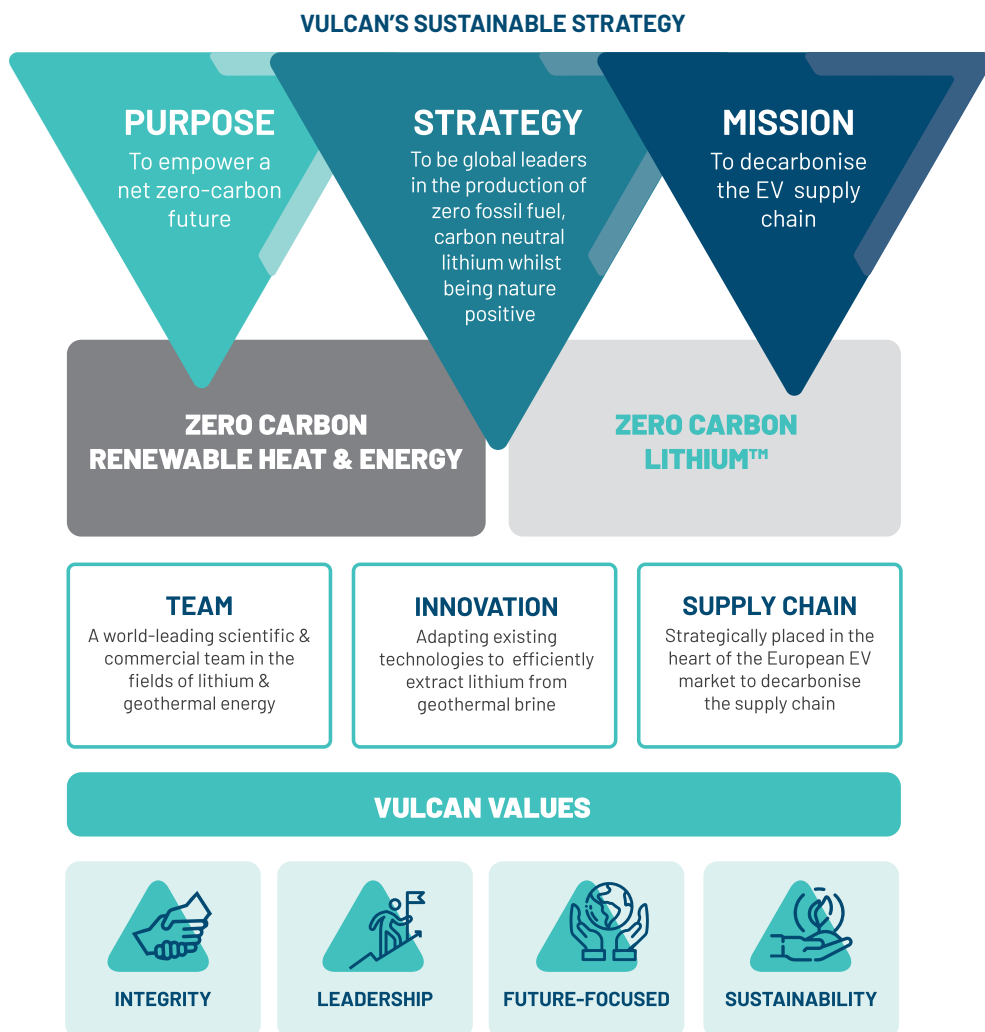 VULCAN'S SUSTAINABLE STRATEGY
PURPOSE
To empower a
net zero-carbon
future
STRATEGY
To be global leaders
in the production of
zero fossil fuel,
carbon neutral
lithium whilst
being nature
positive
MISSION
To decarbonise
the EV supply
chain
ZERO CARBON
RENEWABLE HEAT & ENERGY
ZERO CARBON
LITHIUM™
TEAM
A world-leading scientific &
commercial team in the
fields of lithium &
geothermal energy
INNOVATION
Adapting existing
technologies to efficiently
extract lithium from
geothermal brine
SUPPLY CHAIN
Strategically placed in the
heart of the European EV
market to decarbonise
the supply chain
VULCAN VALUES
INTEGRITY
LEADERSHIP
FUTURE-FOCUSED
SUSTAINABILITY